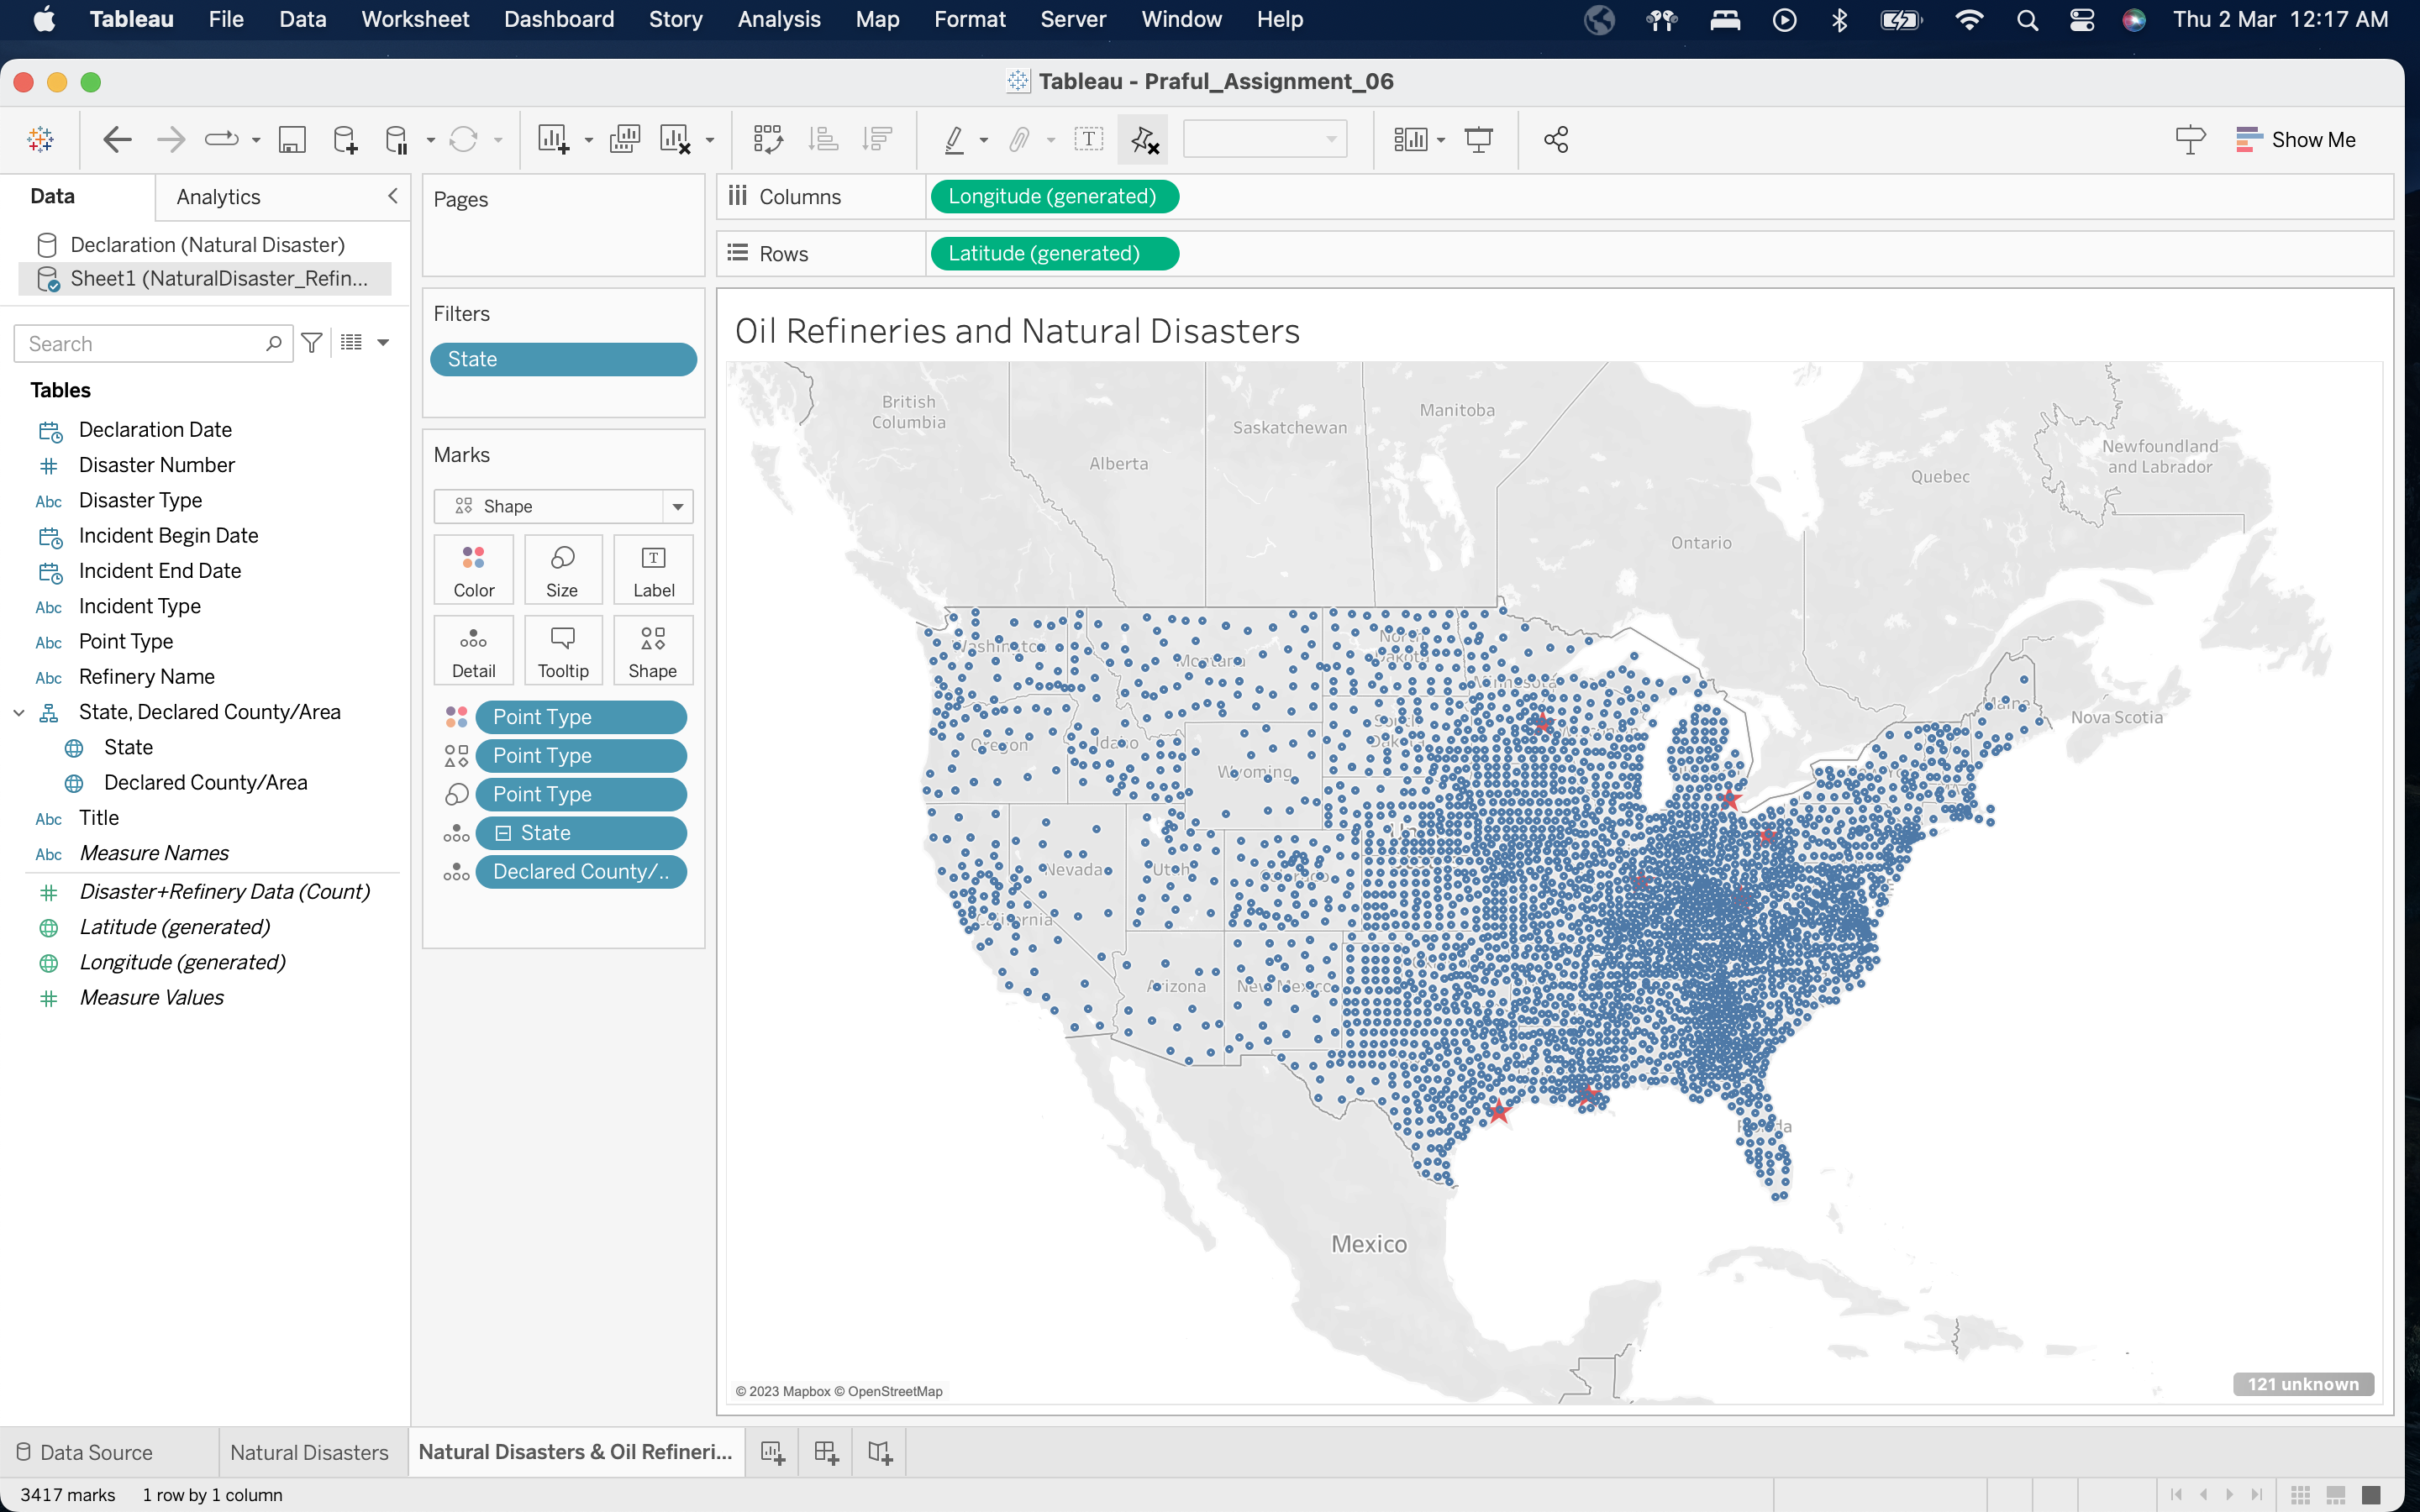 Tableau File Data Worksheet Dashboard Story Analysis Map Format Server Window Help Thu 2 Mar 12:17 AM
Tableau - Praful_Assignment_06
Show Me
Data Analytics
Declaration (Natural Disaster)
Sheet1 (NaturalDisaster_Refin...
Search
Tables
Declaration Date
# Disaster Number
Abc Disaster Type
Incident Begin Date
Incident End Date
Abc Incident Type
Abc Point Type
Abc Refinery Name
State, Declared County/Area
State
Declared County/Area
Abc Title
Abc Measure Names
# Disaster+Refinery Data (Count)
Latitude (generated)
Longitude (generated)
# Measure Values
Pages
Filters
State
Marks
Shape
Color Size Label
Detail Tooltip Shape
Point Type
Point Type
Point Type
State
Declared County/..
Columns Longitude (generated)
Rows Latitude (generated)
Oil Refineries and Natural Disasters
British
Columbia
Alberta
Saskatchewan
Manitoba
Ontario
Quebec
Newfoundland
and Labrador
Nova Scotia
Maine
Montana
Minnesota
Oregon
Idaho
Wyoming
Nevada
Utah
California
Arizona
New Mexico
Florida
Mexico
© 2023 Mapbox © OpenStreetMap
121 unknown
Data Source Natural Disasters Natural Disasters & Oil Refineri...
3417 marks 1 row by 1 column